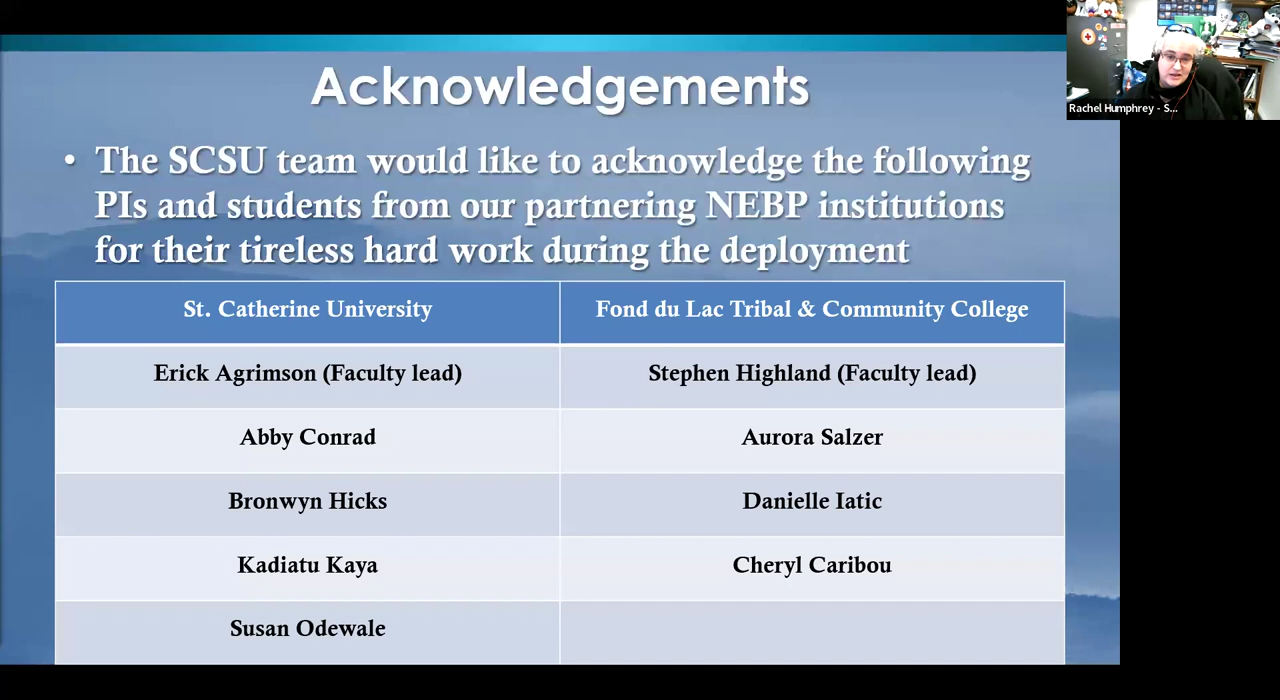 Acknowledgements
• The SCSU team would like to acknowledge the following
PIs and students from our partnering NEBP institutions
for their tireless hard work during the deployment
St. Catherine University
Fond du Lac Tribal & Community College
Erick Agrimson (Faculty lead)
Stephen Highland (Faculty lead)
Abby Conrad
Aurora Salzer
Bronwyn Hicks
Danielle Iatic
Kadiatu Kaya
Cheryl Caribou
Susan Odewale
Rachel Humphrey - S...